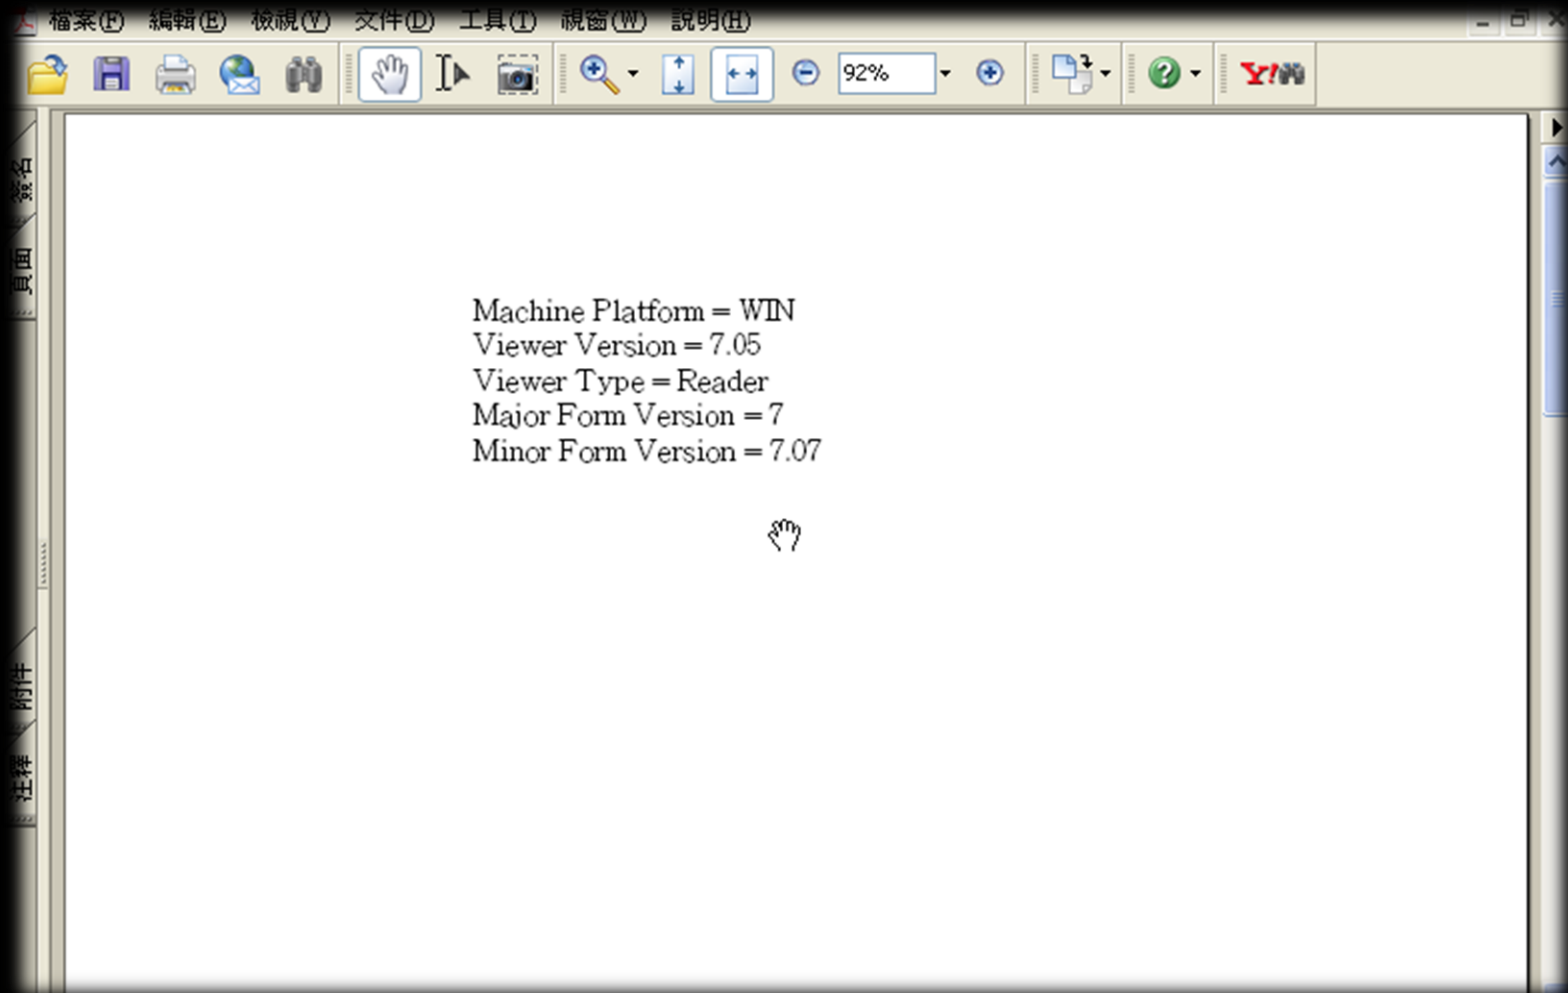 檔案(F) 編輯(E) 檢視(V) 文件(D) 工具(T) 視窗(W) 說明(H)
92%
Y!
簽名
頁面
Machine Platform = WIN
Viewer Version = 7.05
Viewer Type = Reader
Major Form Version = 7
Minor Form Version = 7.07
附件
注釋